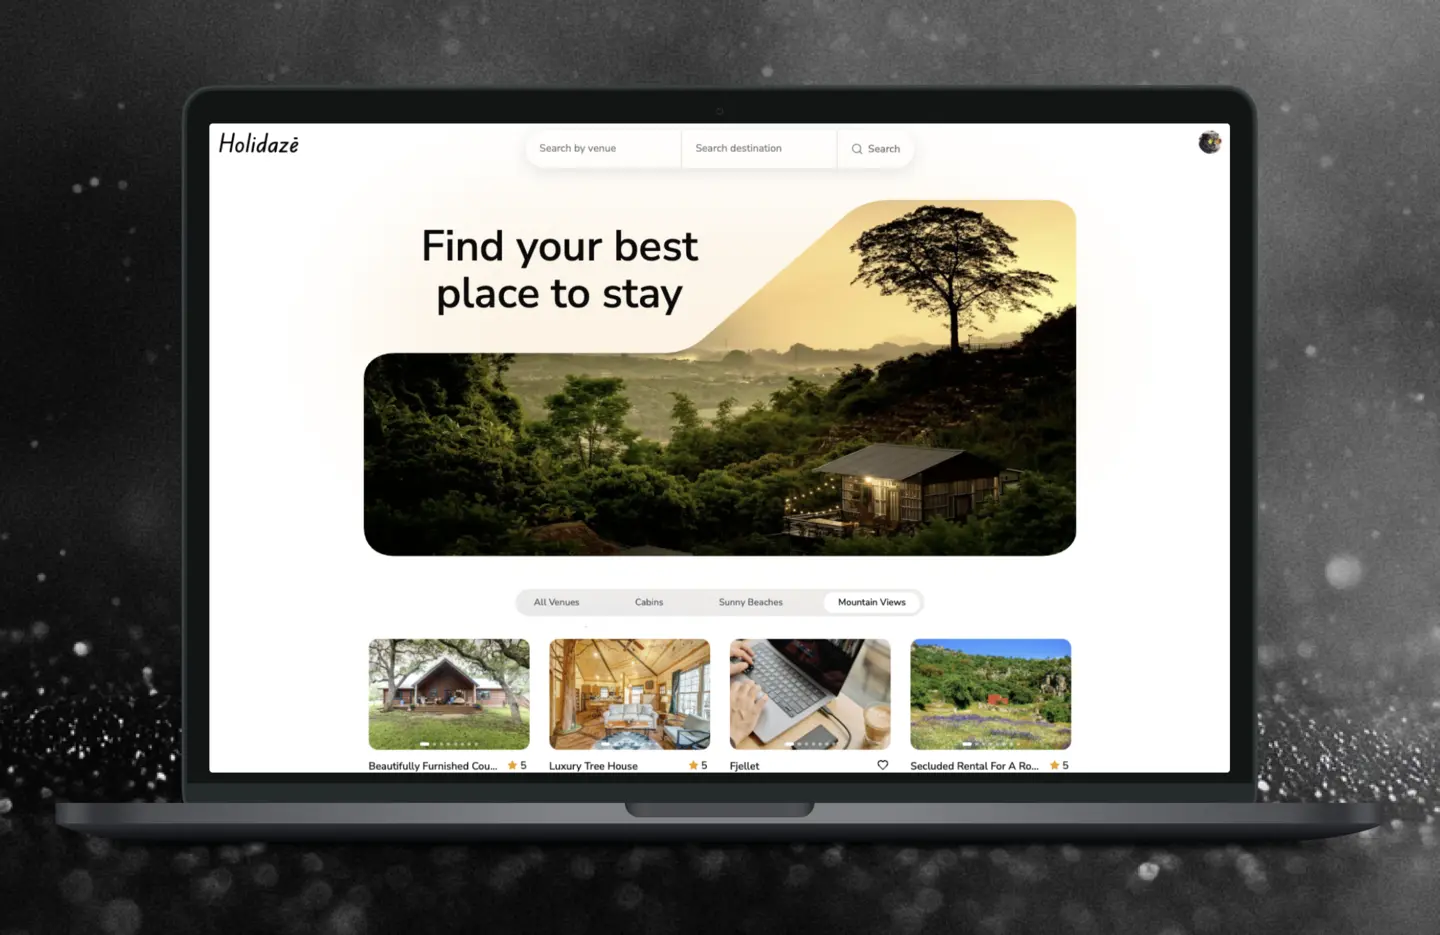 Holidazē
Search by venue
Search destination
Search
Find your best
place to stay
All Venues
Cabins
Sunny Beaches
Mountain Views
Beautifully Furnished Cou... 5
Luxury Tree House 5
Fjellet
Secluded Rental For A Ro... 5